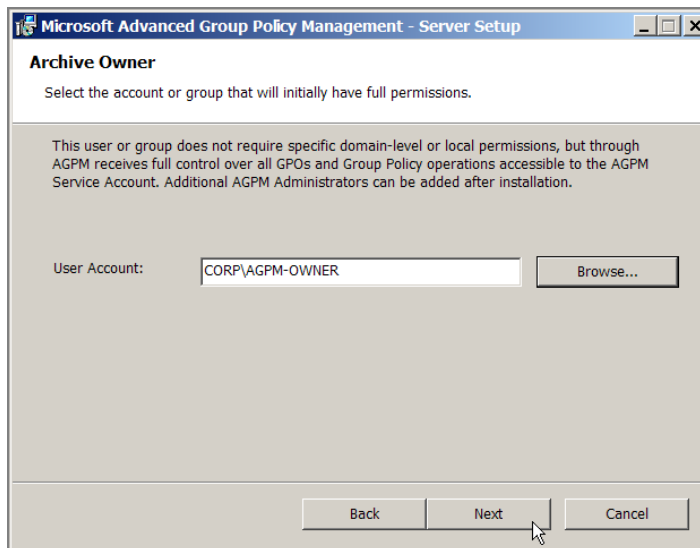 Microsoft Advanced Group Policy Management - Server Setup
Archive Owner
Select the account or group that will initially have full permissions.
This user or group does not require specific domain-level or local permissions, but through
AGPM receives full control over all GPOs and Group Policy operations accessible to the AGPM
Service Account. Additional AGPM Administrators can be added after installation.
User Account: CORP\AGPM-OWNER Browse...
Back Next Cancel